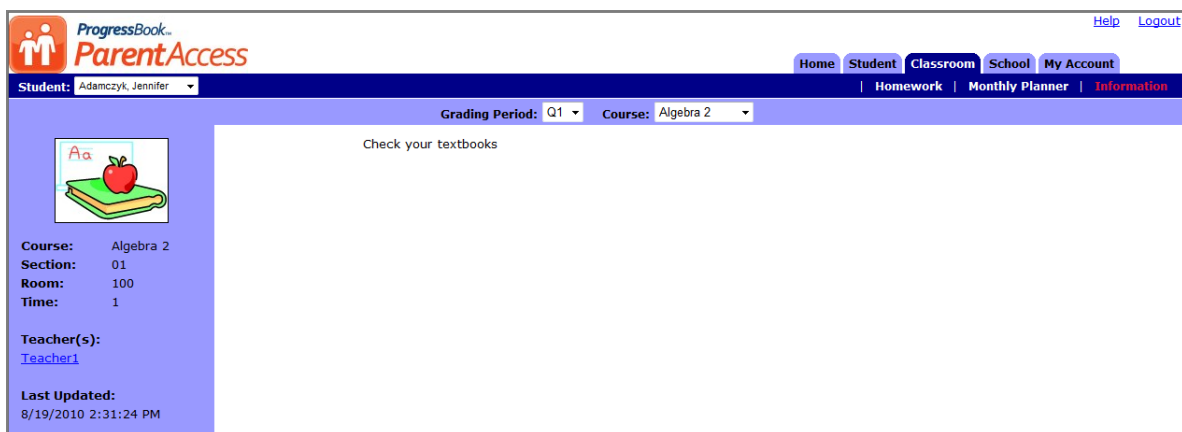 Help Logout
ProgressBook
ParentAccess
Home Student Classroom School My Account
Student: Adamczyk, Jennifer | Homework | Monthly Planner | Information
Grading Period: Q1 Course: Algebra 2
Check your textbooks
Aa
Course: Algebra 2
Section: 01
Room: 100
Time: 1
Teacher(s):
Teacher1
Last Updated:
8/19/2010 2:31:24 PM